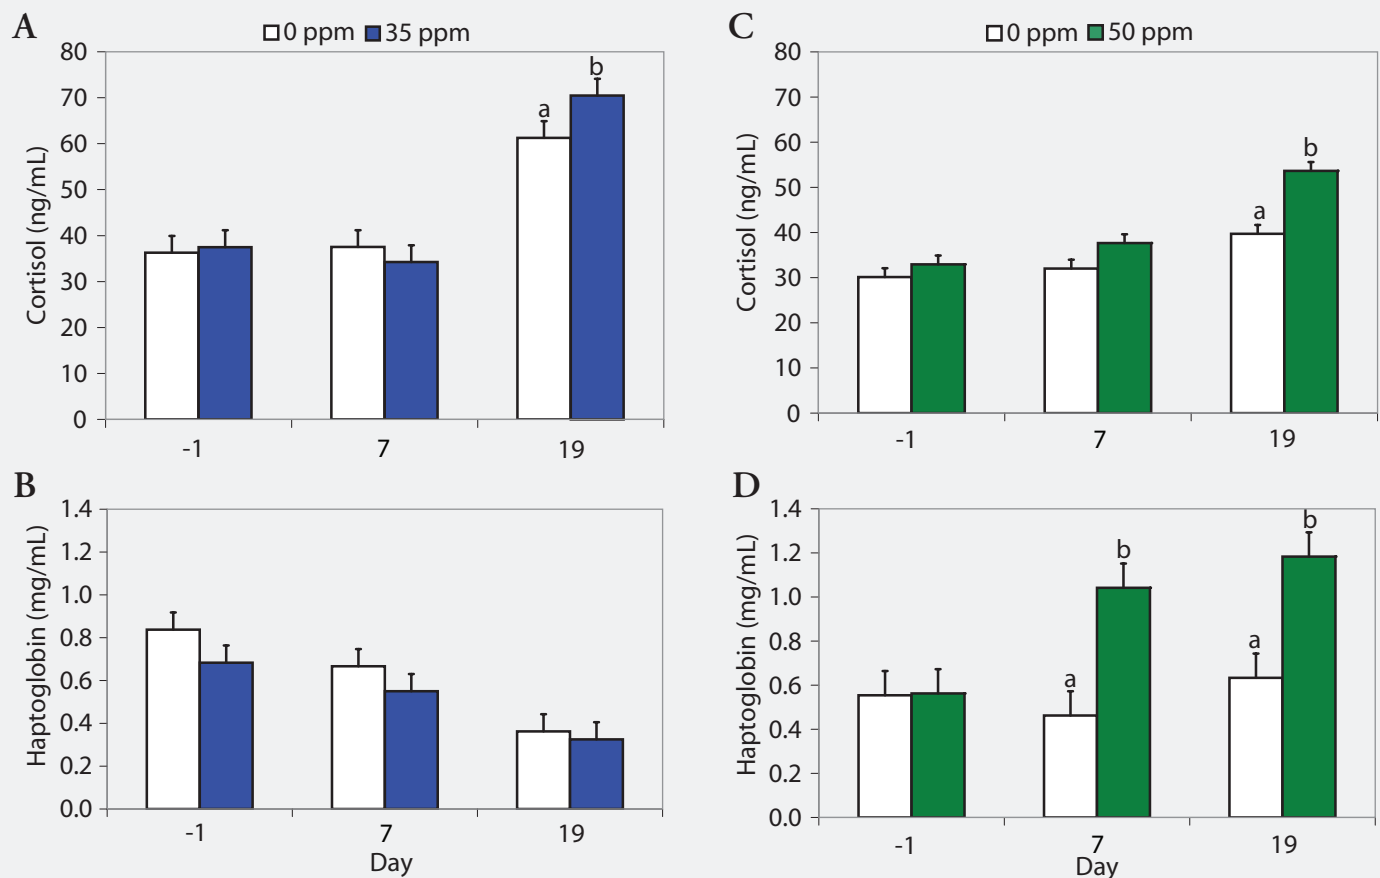 A
0 ppm 35 ppm
Cortisol (ng/mL)
80
70
60
50
40
30
20
10
0
a
b
-1 7 19
B
Haptoglobin (mg/mL)
1.4
1.2
1.0
0.8
0.6
0.4
0.2
0.0
-1 7 19
Day
C
0 ppm 50 ppm
Cortisol (ng/mL)
80
70
60
50
40
30
20
10
0
a
b
-1 7 19
D
Haptoglobin (mg/mL)
1.4
1.2
1.0
0.8
0.6
0.4
0.2
0.0
a
b
a
b
-1 7 19
Day